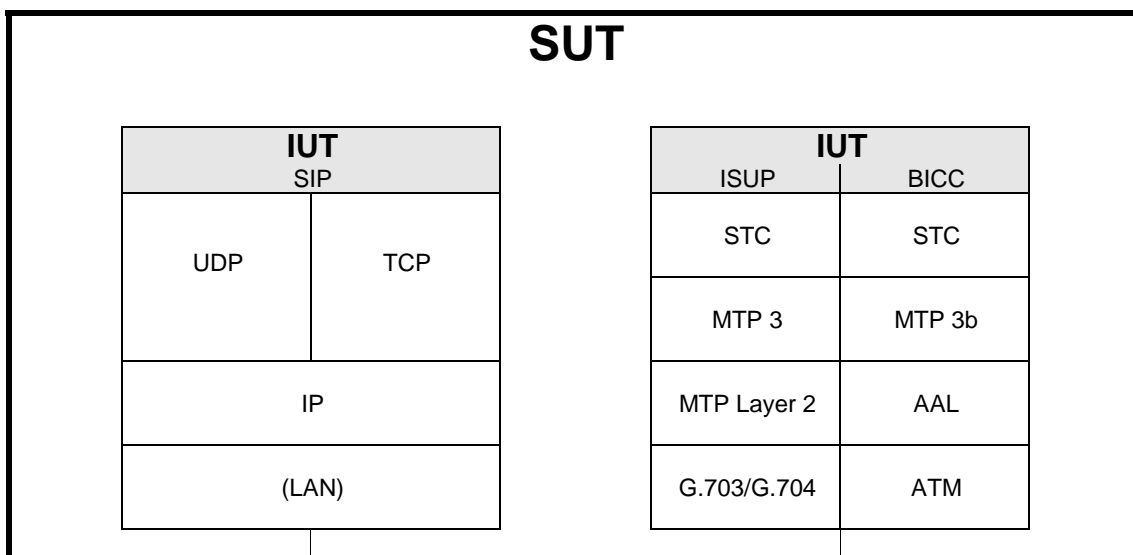 SUT
IUT
SIP
UDP TCP
IP
(LAN)
IUT
ISUP BICC
STC STC
MTP 3 MTP 3b
MTP Layer 2 AAL
G.703/G.704 ATM